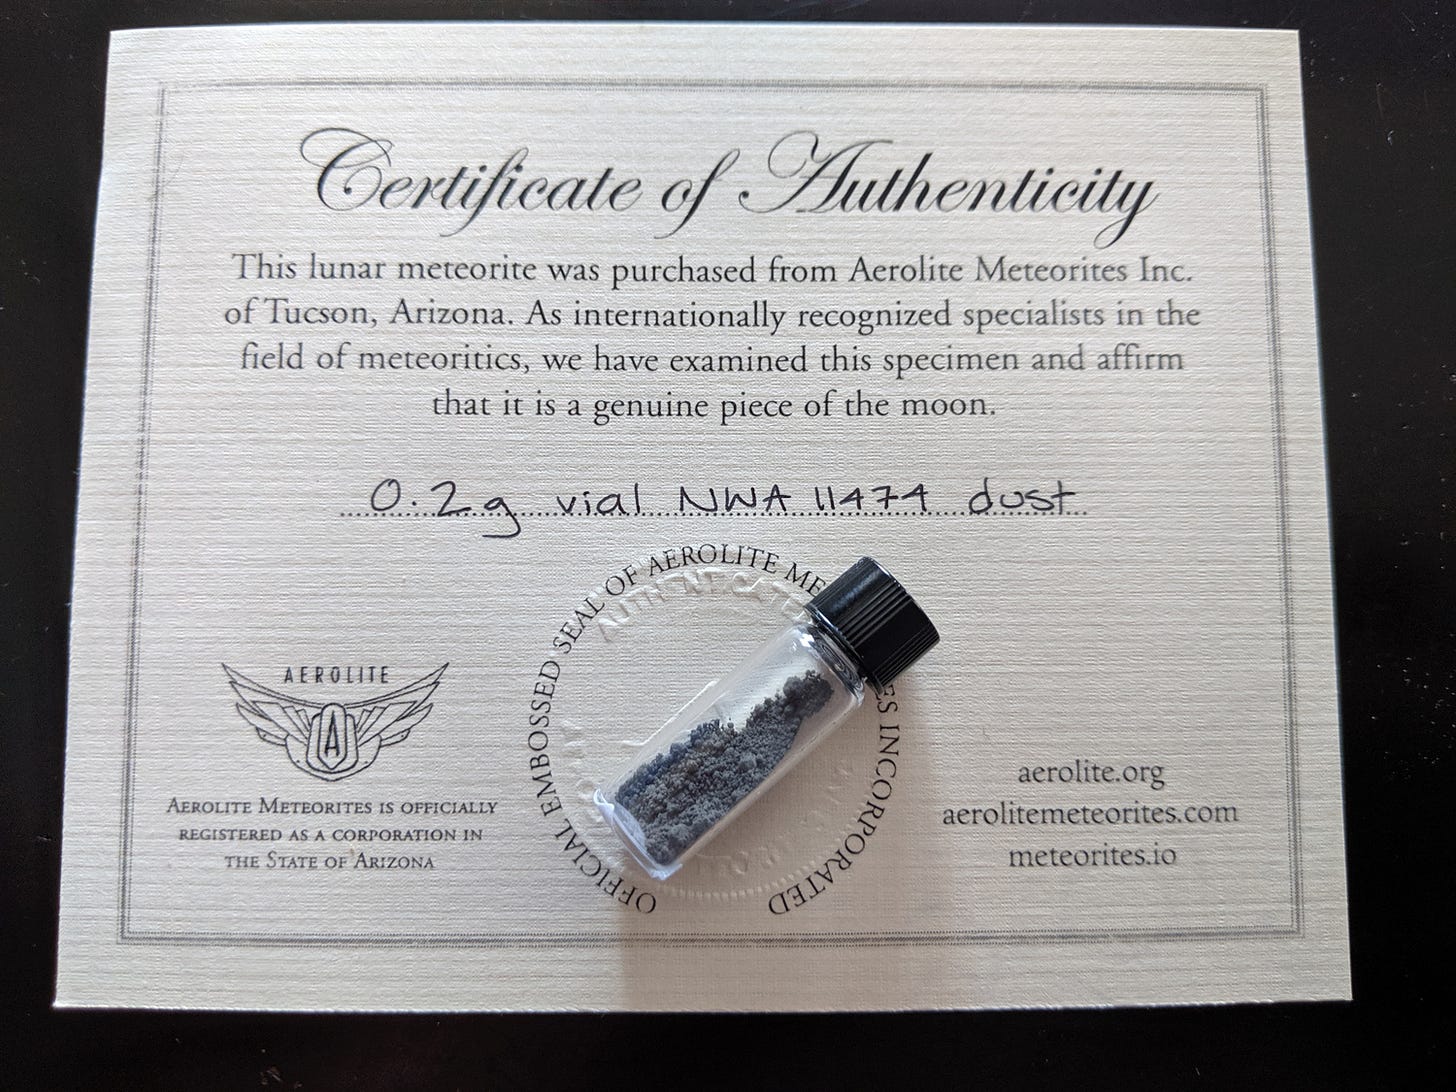 Certificate of Authenticity
This lunar meteorite was purchased from Aerolite Meteorites Inc.
of Tucson, Arizona. As internationally recognized specialists in the
field of meteoritics, we have examined this specimen and affirm
that it is a genuine piece of the moon.
0.2g vial NWA 11474 dust
OFFICIAL EMBOSSED SEAL OF AEROLITE INCORPORATED
AUTHENTICATE
AEROLITE
A
AEROLITE METEORITES IS OFFICIALLY
REGISTERED AS A CORPORATION IN
THE STATE OF ARIZONA
aerolite.org
aerolitemeteorites.com
meteorites.io